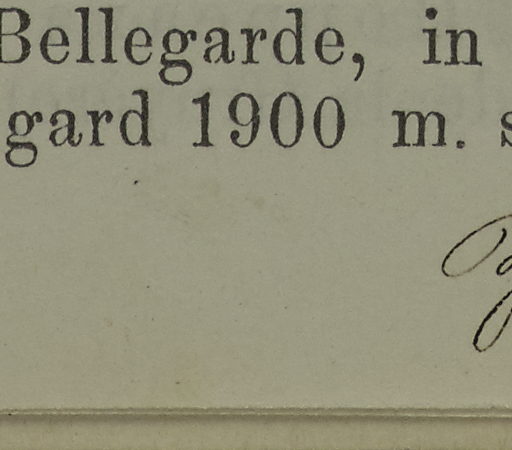 Bellegarde, in
gard 1900 m. s